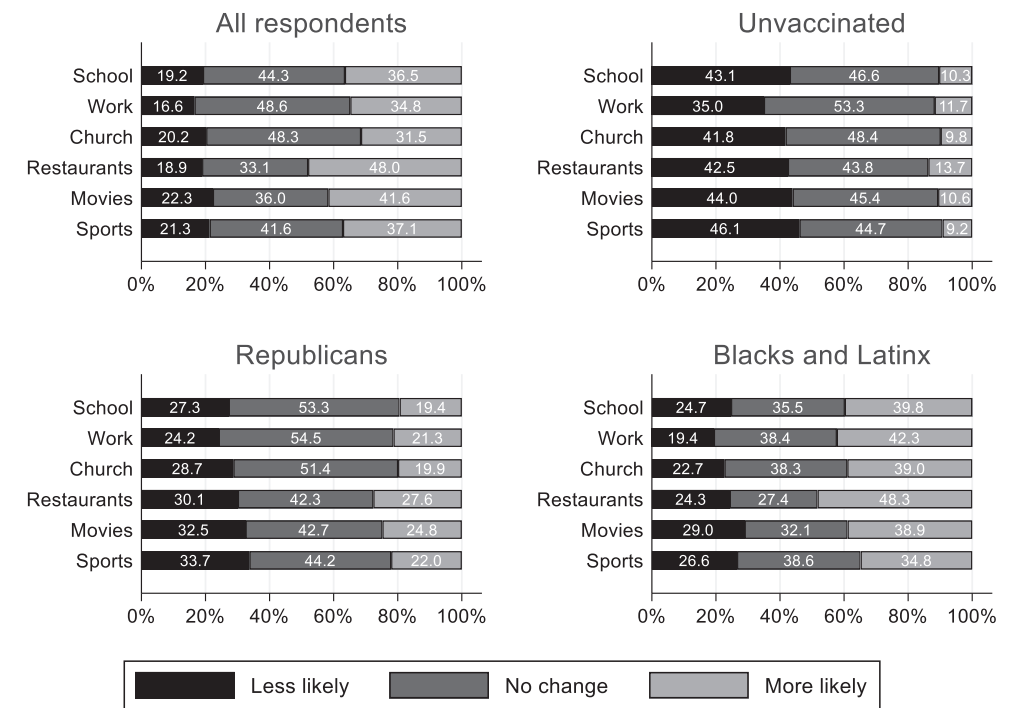 All respondents
School 19.2 44.3 36.5
Work 16.6 48.6 34.8
Church 20.2 48.3 31.5
Restaurants 18.9 33.1 48.0
Movies 22.3 36.0 41.6
Sports 21.3 41.6 37.1
0% 20% 40% 60% 80% 100%
Unvaccinated
School 43.1 46.6 10.3
Work 35.0 53.3 11.7
Church 41.8 48.4 9.8
Restaurants 42.5 43.8 13.7
Movies 44.0 45.4 10.6
Sports 46.1 44.7 9.2
0% 20% 40% 60% 80% 100%
Republicans
School 27.3 53.3 19.4
Work 24.2 54.5 21.3
Church 28.7 51.4 19.9
Restaurants 30.1 42.3 27.6
Movies 32.5 42.7 24.8
Sports 33.7 44.2 22.0
0% 20% 40% 60% 80% 100%
Blacks and Latinx
School 24.7 35.5 39.8
Work 19.4 38.4 42.3
Church 22.7 38.3 39.0
Restaurants 24.3 27.4 48.3
Movies 29.0 32.1 38.9
Sports 26.6 38.6 34.8
0% 20% 40% 60% 80% 100%
Less likely No change More likely